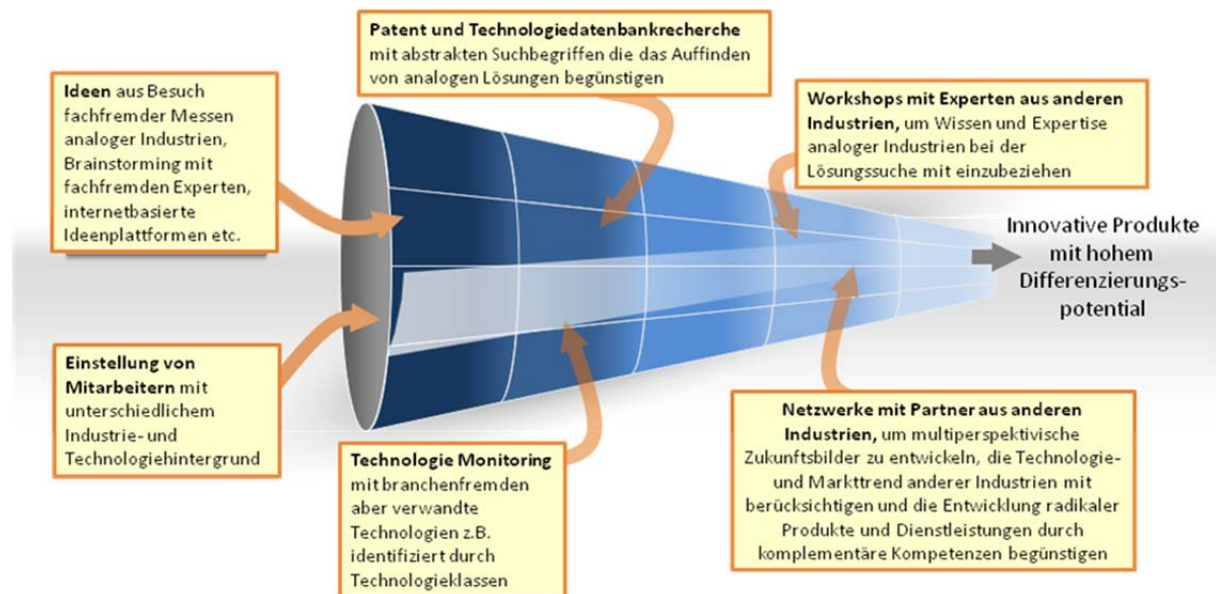 Patent und Technologiedatenbankrecherche
mit abstrakten Suchbegriffen die das Auffinden
von analogen Lösungen begünstigen
Ideen aus Besuch
fachfremder Messen
analoger Industrien,
Brainstorming mit
fachfremden Experten,
internetbasierte
Ideenplattformen etc.
Workshops mit Experten aus anderen
Industrien, um Wissen und Expertise
analoger Industrien bei der
Lösungssuche mit einzubeziehen
Innovative Produkte
mit hohem
Differenzierungs-
potential
Einstellung von
Mitarbeitern mit
unterschiedlichem
Industrie- und
Technologiehintergrund
Technologie Monitoring
mit branchenfremden
aber verwandte
Technologien z.B.
identifiziert durch
Technologieklassen
Netzwerke mit Partner aus anderen
Industrien, um multiperspektivische
Zukunftsbilder zu entwickeln, die Technologie-
und Markttrend anderer Industrien mit
berücksichtigen und die Entwicklung radikaler
Produkte und Dienstleistungen durch
komplementäre Kompetenzen begünstigen